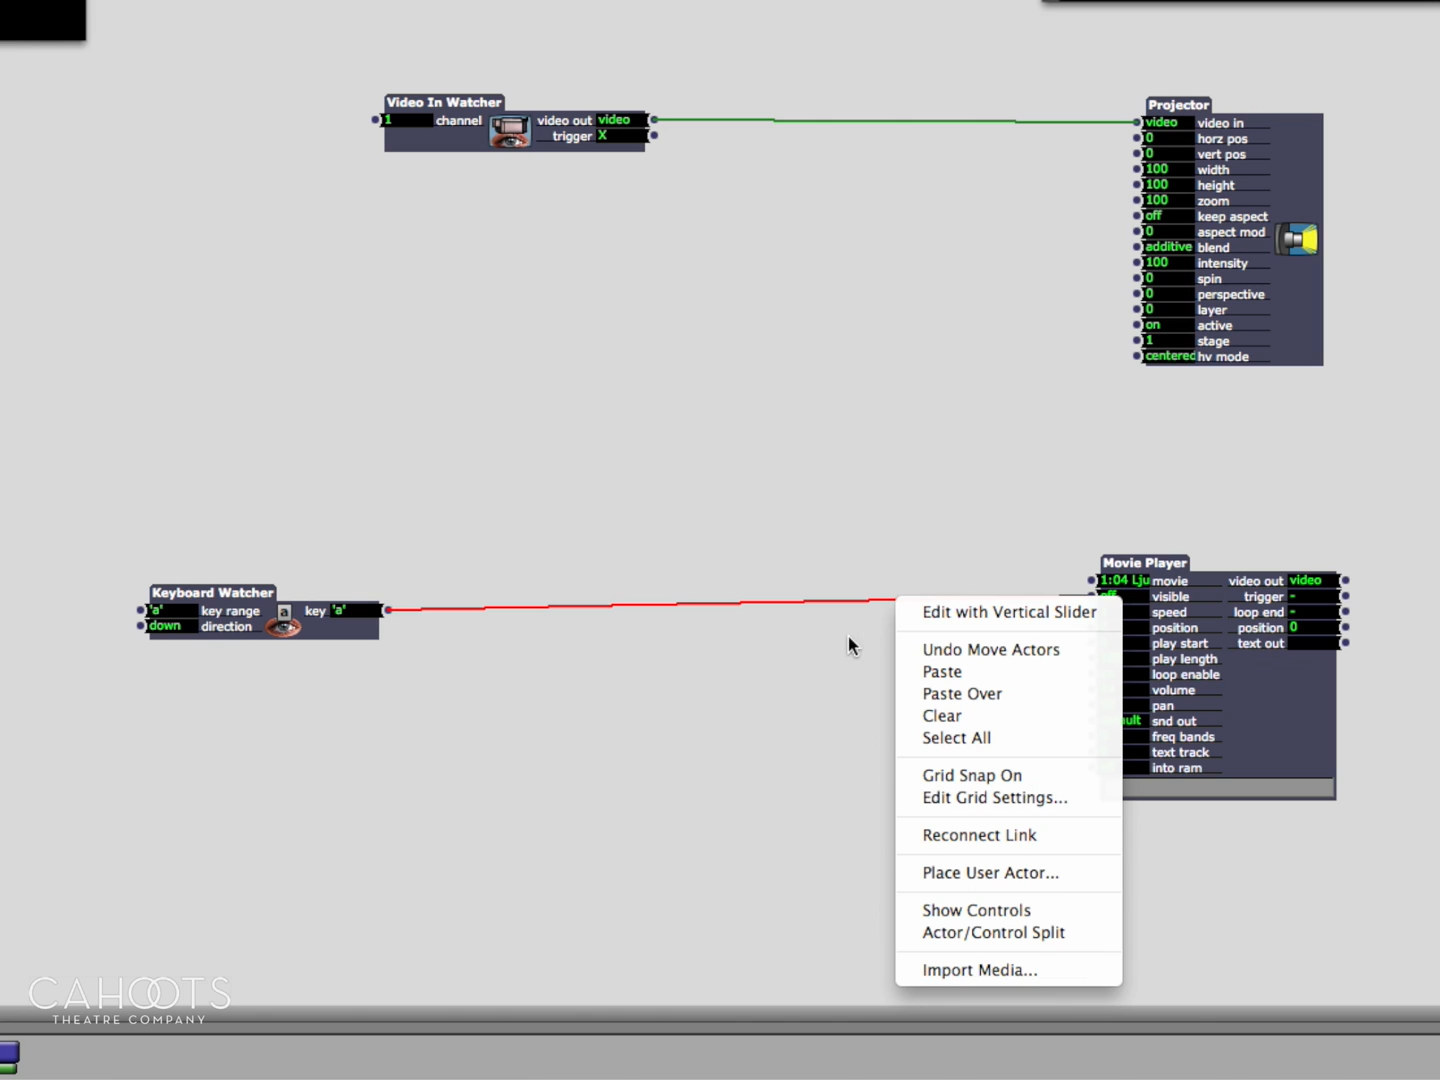 Video In Watcher
1 channel video out video
trigger X
Projector
video video in
0 horz pos
0 vert pos
100 width
100 height
100 zoom
off keep aspect
0 aspect mod
additive blend
100 intensity
0 spin
0 perspective
0 layer
on active
1 stage
centered hv mode
Keyboard Watcher
'a' key range a key 'a'
down direction
Movie Player
1:04 Lju movie video out video
visible trigger -
speed loop end -
position position 0
play start text out
play length
loop enable
volume
pan
snd out
freq bands
text track
into ram
Edit with Vertical Slider
Undo Move Actors
Paste
Paste Over
Clear
Select All
Grid Snap On
Edit Grid Settings...
Reconnect Link
Place User Actor...
Show Controls
Actor/Control Split
Import Media...
CAHOOTS
THEATRE COMPANY